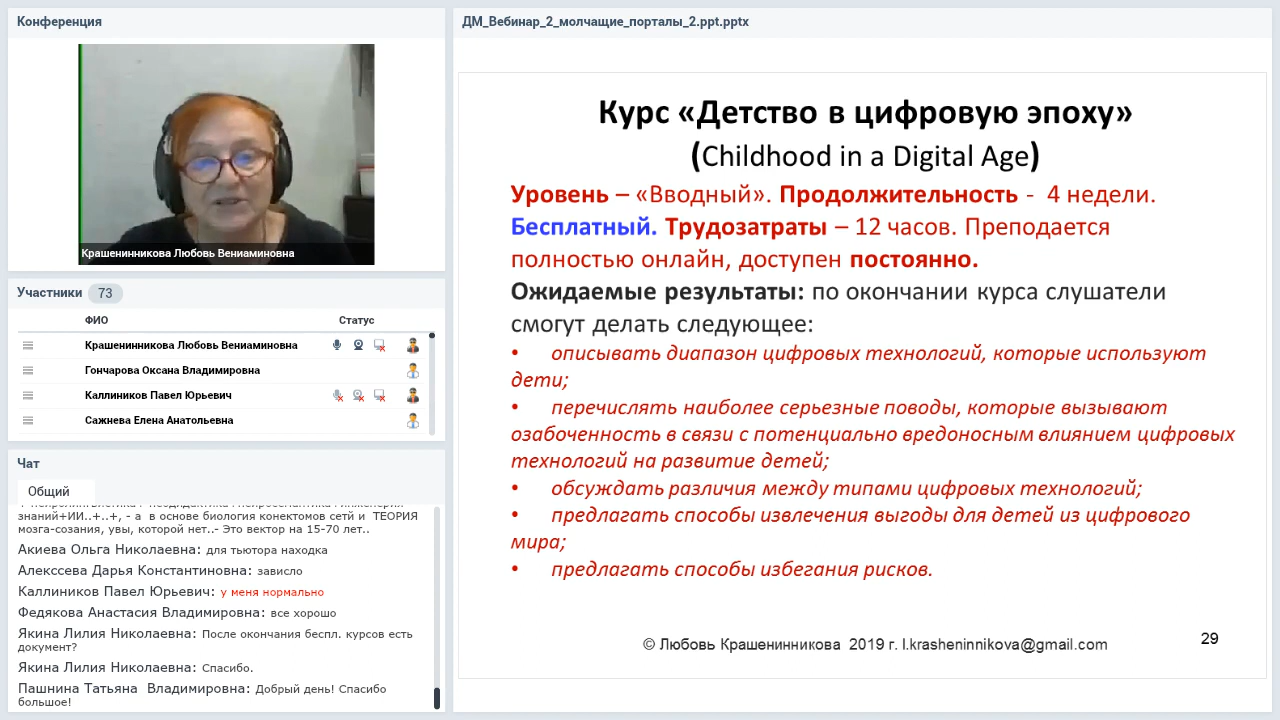 Конференция
Крашенинникова Любовь Вениаминовна
Участники 73
ФИО Статус
Крашенинникова Любовь Вениаминовна
Гончарова Оксана Владимировна
Каллиников Павел Юрьевич
Сажнева Елена Анатольевна
Чат
Общий
знаний+ИИ..+..+, - а в основе биология конектомов сети и ТЕОРИЯ
мозга-созания, увы, которой нет..- Это вектор на 15-70 лет..
Акиева Ольга Николаевна: для тьютора находка
Алекссева Дарья Константиновна: зависло
Каллиников Павел Юрьевич: у меня нормально
Федякова Анастасия Владимировна: все хорошо
Якина Лилия Николаевна: После окончания беспл. курсов есть
документ?
Якина Лилия Николаевна: Спасибо.
Пашнина Татьяна Владимировна: Добрый день! Спасибо
большое!
ДМ_Вебинар_2_молчащие_порталы_2.ppt.pptx
Курс «Детство в цифровую эпоху»
(Childhood in a Digital Age)
Уровень – «Вводный». Продолжительность - 4 недели.
Бесплатный. Трудозатраты – 12 часов. Преподается
полностью онлайн, доступен постоянно.
Ожидаемые результаты: по окончании курса слушатели
смогут делать следующее:
• описывать диапазон цифровых технологий, которые используют
дети;
• перечислять наиболее серьезные поводы, которые вызывают
озабоченность в связи с потенциально вредоносным влиянием цифровых
технологий на развитие детей;
• обсуждать различия между типами цифровых технологий;
• предлагать способы извлечения выгоды для детей из цифрового
мира;
• предлагать способы избегания рисков.
© Любовь Крашенинникова 2019 г. l.krasheninnikova@gmail.com
29